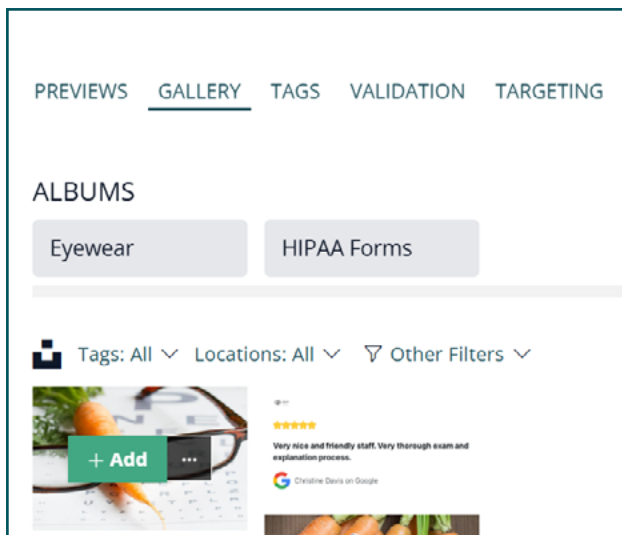 PREVIEWS GALLERY TAGS VALIDATION TARGETING
ALBUMS
Eyewear HIPAA Forms
Tags: All Locations: All Other Filters
+ Add ...
Very nice and friendly staff. Very thorough exam and
explanation process.
Christine Davis on Google